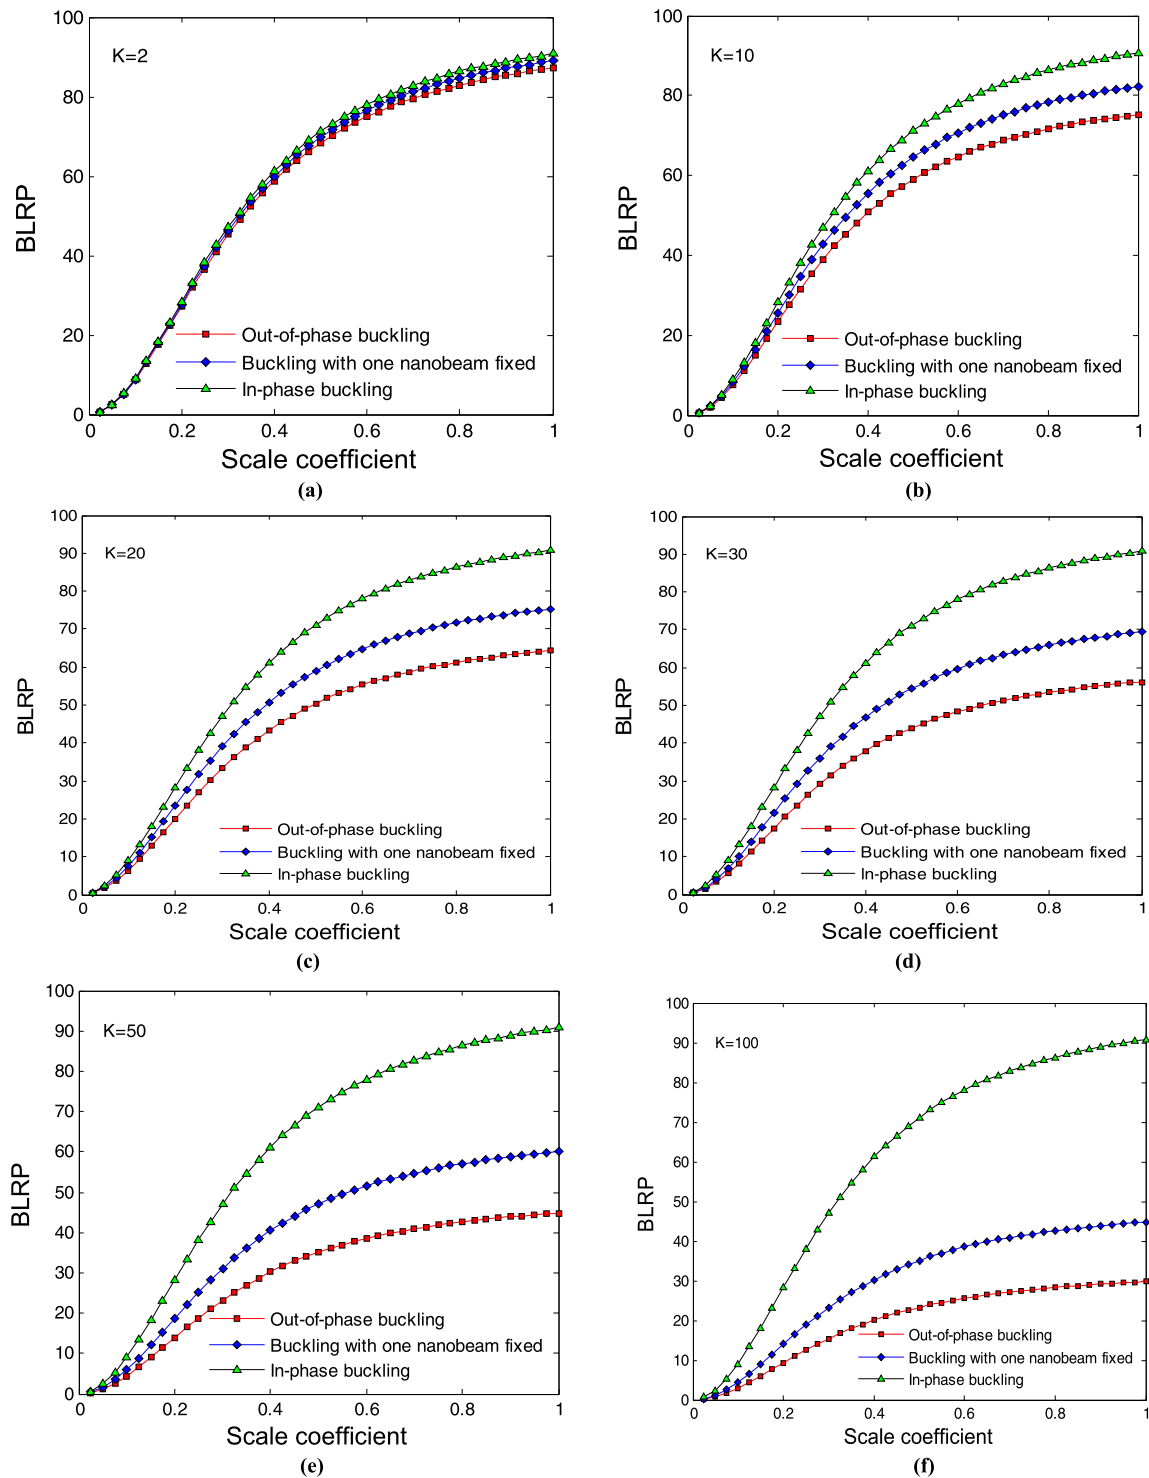 100
80
60
40
20
0
BLRP
K=2
Out-of-phase buckling
Buckling with one nanobeam fixed
In-phase buckling
0 0.2 0.4 0.6 0.8 1
Scale coefficient
(a)
100
80
60
40
20
0
BLRP
K=10
Out-of-phase buckling
Buckling with one nanobeam fixed
In-phase buckling
0 0.2 0.4 0.6 0.8 1
Scale coefficient
(b)
100
90
80
70
60
50
40
30
20
10
0
BLRP
K=20
Out-of-phase buckling
Buckling with one nanobeam fixed
In-phase buckling
0 0.2 0.4 0.6 0.8 1
Scale coefficient
(c)
100
90
80
70
60
50
40
30
20
10
0
BLRP
K=30
Out-of-phase buckling
Buckling with one nanobeam fixed
In-phase buckling
0 0.2 0.4 0.6 0.8 1
Scale coefficient
(d)
100
90
80
70
60
50
40
30
20
10
0
BLRP
K=50
Out-of-phase buckling
Buckling with one nanobeam fixed
In-phase buckling
0 0.2 0.4 0.6 0.8 1
Scale coefficient
(e)
100
90
80
70
60
50
40
30
20
10
0
BLRP
K=100
Out-of-phase buckling
Buckling with one nanobeam fixed
In-phase buckling
0 0.2 0.4 0.6 0.8 1
Scale coefficient
(f)